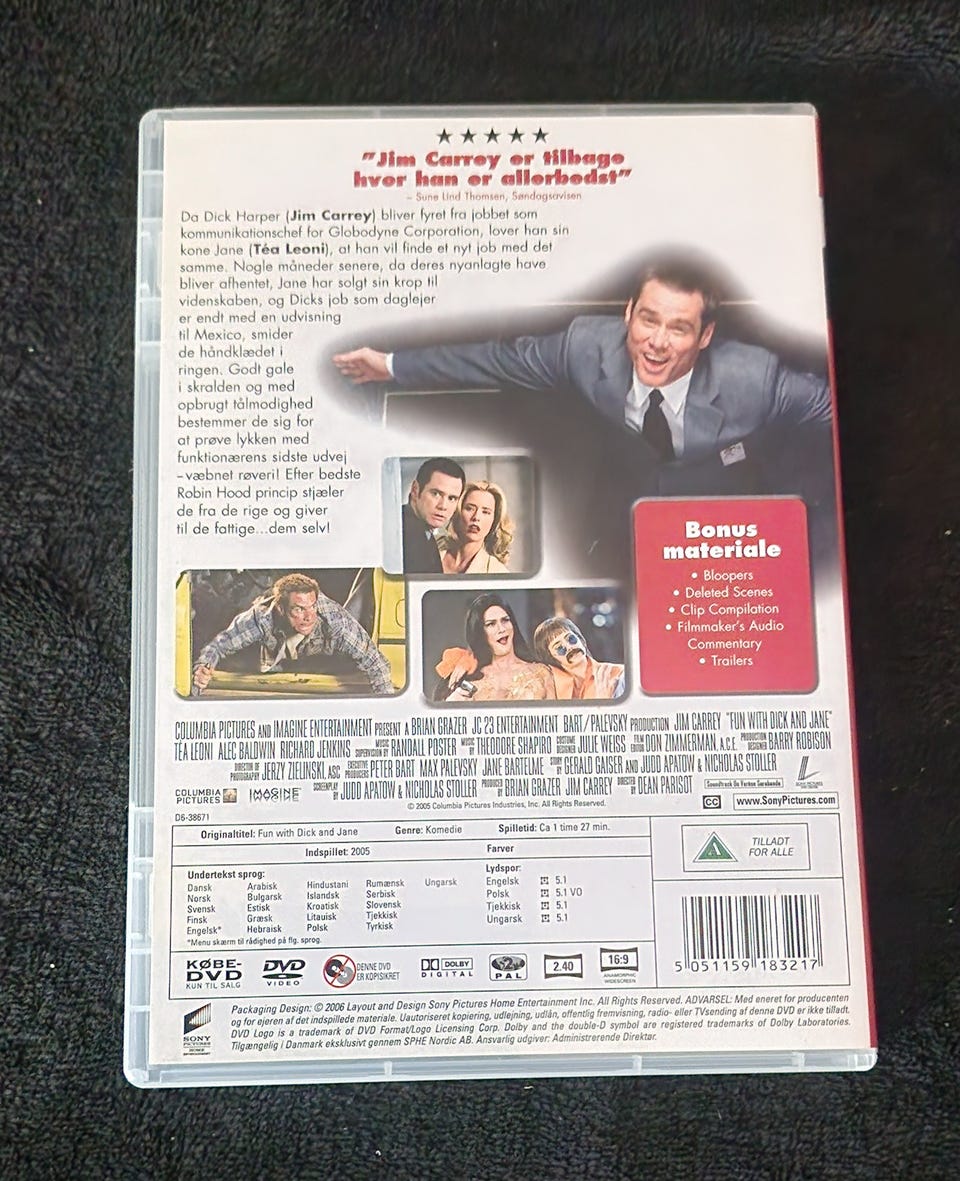 ★★★★★
"Jim Carrey er tilbage
hvor han er allerbedst"
– Sune Lind Thomsen, Søndagsavisen
Da Dick Harper (Jim Carrey) bliver fyret fra jobbet som
kommunikationschef for Globodyne Corporation, lover han sin
kone Jane (Téa Leoni), at han vil finde et nyt job med det
samme. Nogle måneder senere, da deres nyanlagte have
bliver afhentet, Jane har solgt sin krop til
videnskaben, og Dicks job som daglejer
er endt med en udvisning
til Mexico, smider
de håndklædet i
ringen. Godt gale
i skralden og med
opbrugt tålmodighed
bestemmer de sig for
at prøve lykken med
funktionærens sidste udvej
–væbnet røveri! Efter bedste
Robin Hood princip stjæler
de fra de rige og giver
til de fattige...dem selv!
Bonus
materiale
• Bloopers
• Deleted Scenes
• Clip Compilation
• Filmmaker's Audio
Commentary
• Trailers
COLUMBIA PICTURES AND IMAGINE ENTERTAINMENT PRESENT A BRIAN GRAZER JC 23 ENTERTAINMENT BART/PALEVSKY PRODUCTION JIM CARREY "FUN WITH DICK AND JANE"
TÉA LEONI ALEC BALDWIN RICHARD JENKINS MUSIC SUPERVISION BY RANDALL POSTER MUSIC BY THEODORE SHAPIRO COSTUME DESIGNER JULIE WEISS FILM EDITOR DON ZIMMERMAN, A.C.E. PRODUCTION DESIGNER BARRY ROBISON
DIRECTOR OF PHOTOGRAPHY JERZY ZIELINSKI, ASC EXECUTIVE PRODUCERS PETER BART MAX PALEVSKY JANE BARTELME STORY BY GERALD GAISER AND JUDD APATOW & NICHOLAS STOLLER
SCREENPLAY BY JUDD APATOW & NICHOLAS STOLLER PRODUCED BY BRIAN GRAZER JIM CARREY DIRECTED BY DEAN PARISOT
Soundtrack On Varese Sarabande
COLUMBIA PICTURES IMAGINE ENTERTAINMENT
© 2005 Columbia Pictures Industries, Inc. All Rights Reserved.
CC www.SonyPictures.com
D6-38671
Originaltitel: Fun with Dick and Jane Genre: Komedie Spilletid: Ca 1 time 27 min.
Indspillet: 2005 Farver
Undertekst sprog:
Dansk Arabisk Hindustani Rumænsk Ungarsk
Norsk Bulgarsk Islandsk Serbisk
Svensk Estisk Kroatisk Slovensk
Finsk Græsk Litauisk Tjekkisk
Engelsk* Hebraisk Polsk Tyrkisk
*Menu skærm til rådighed på flg. sprog.
Lydspor:
Engelsk 5.1
Polsk 5.1 VO
Tjekkisk 5.1
Ungarsk 5.1
A TILLADT
FOR ALLE
5 051159 183217
KØBE-
DVD
KUN TIL SALG
DVD
VIDEO
DENNE DVD
ER KOPISIKRET
DOLBY
DIGITAL
PAL
2.40
16:9
ANAMORPHIC
WIDESCREEN
SONY
PICTURES
HOME
ENTERTAINMENT
Packaging Design: © 2006 Layout and Design Sony Pictures Home Entertainment Inc. All Rights Reserved. ADVARSEL: Med eneret for producenten
og for ejeren af det indspillede materiale. Uautoriseret kopiering, udlejning, udlån, offentlig fremvisning, radio- eller TVsending af denne DVD er ikke tilladt.
DVD Logo is a trademark of DVD Format/Logo Licensing Corp. Dolby and the double-D symbol are registered trademarks of Dolby Laboratories.
Tilgængelig i Danmark eksklusivt gennem SPHE Nordic AB. Ansvarlig udgiver: Administrerende Direktør.